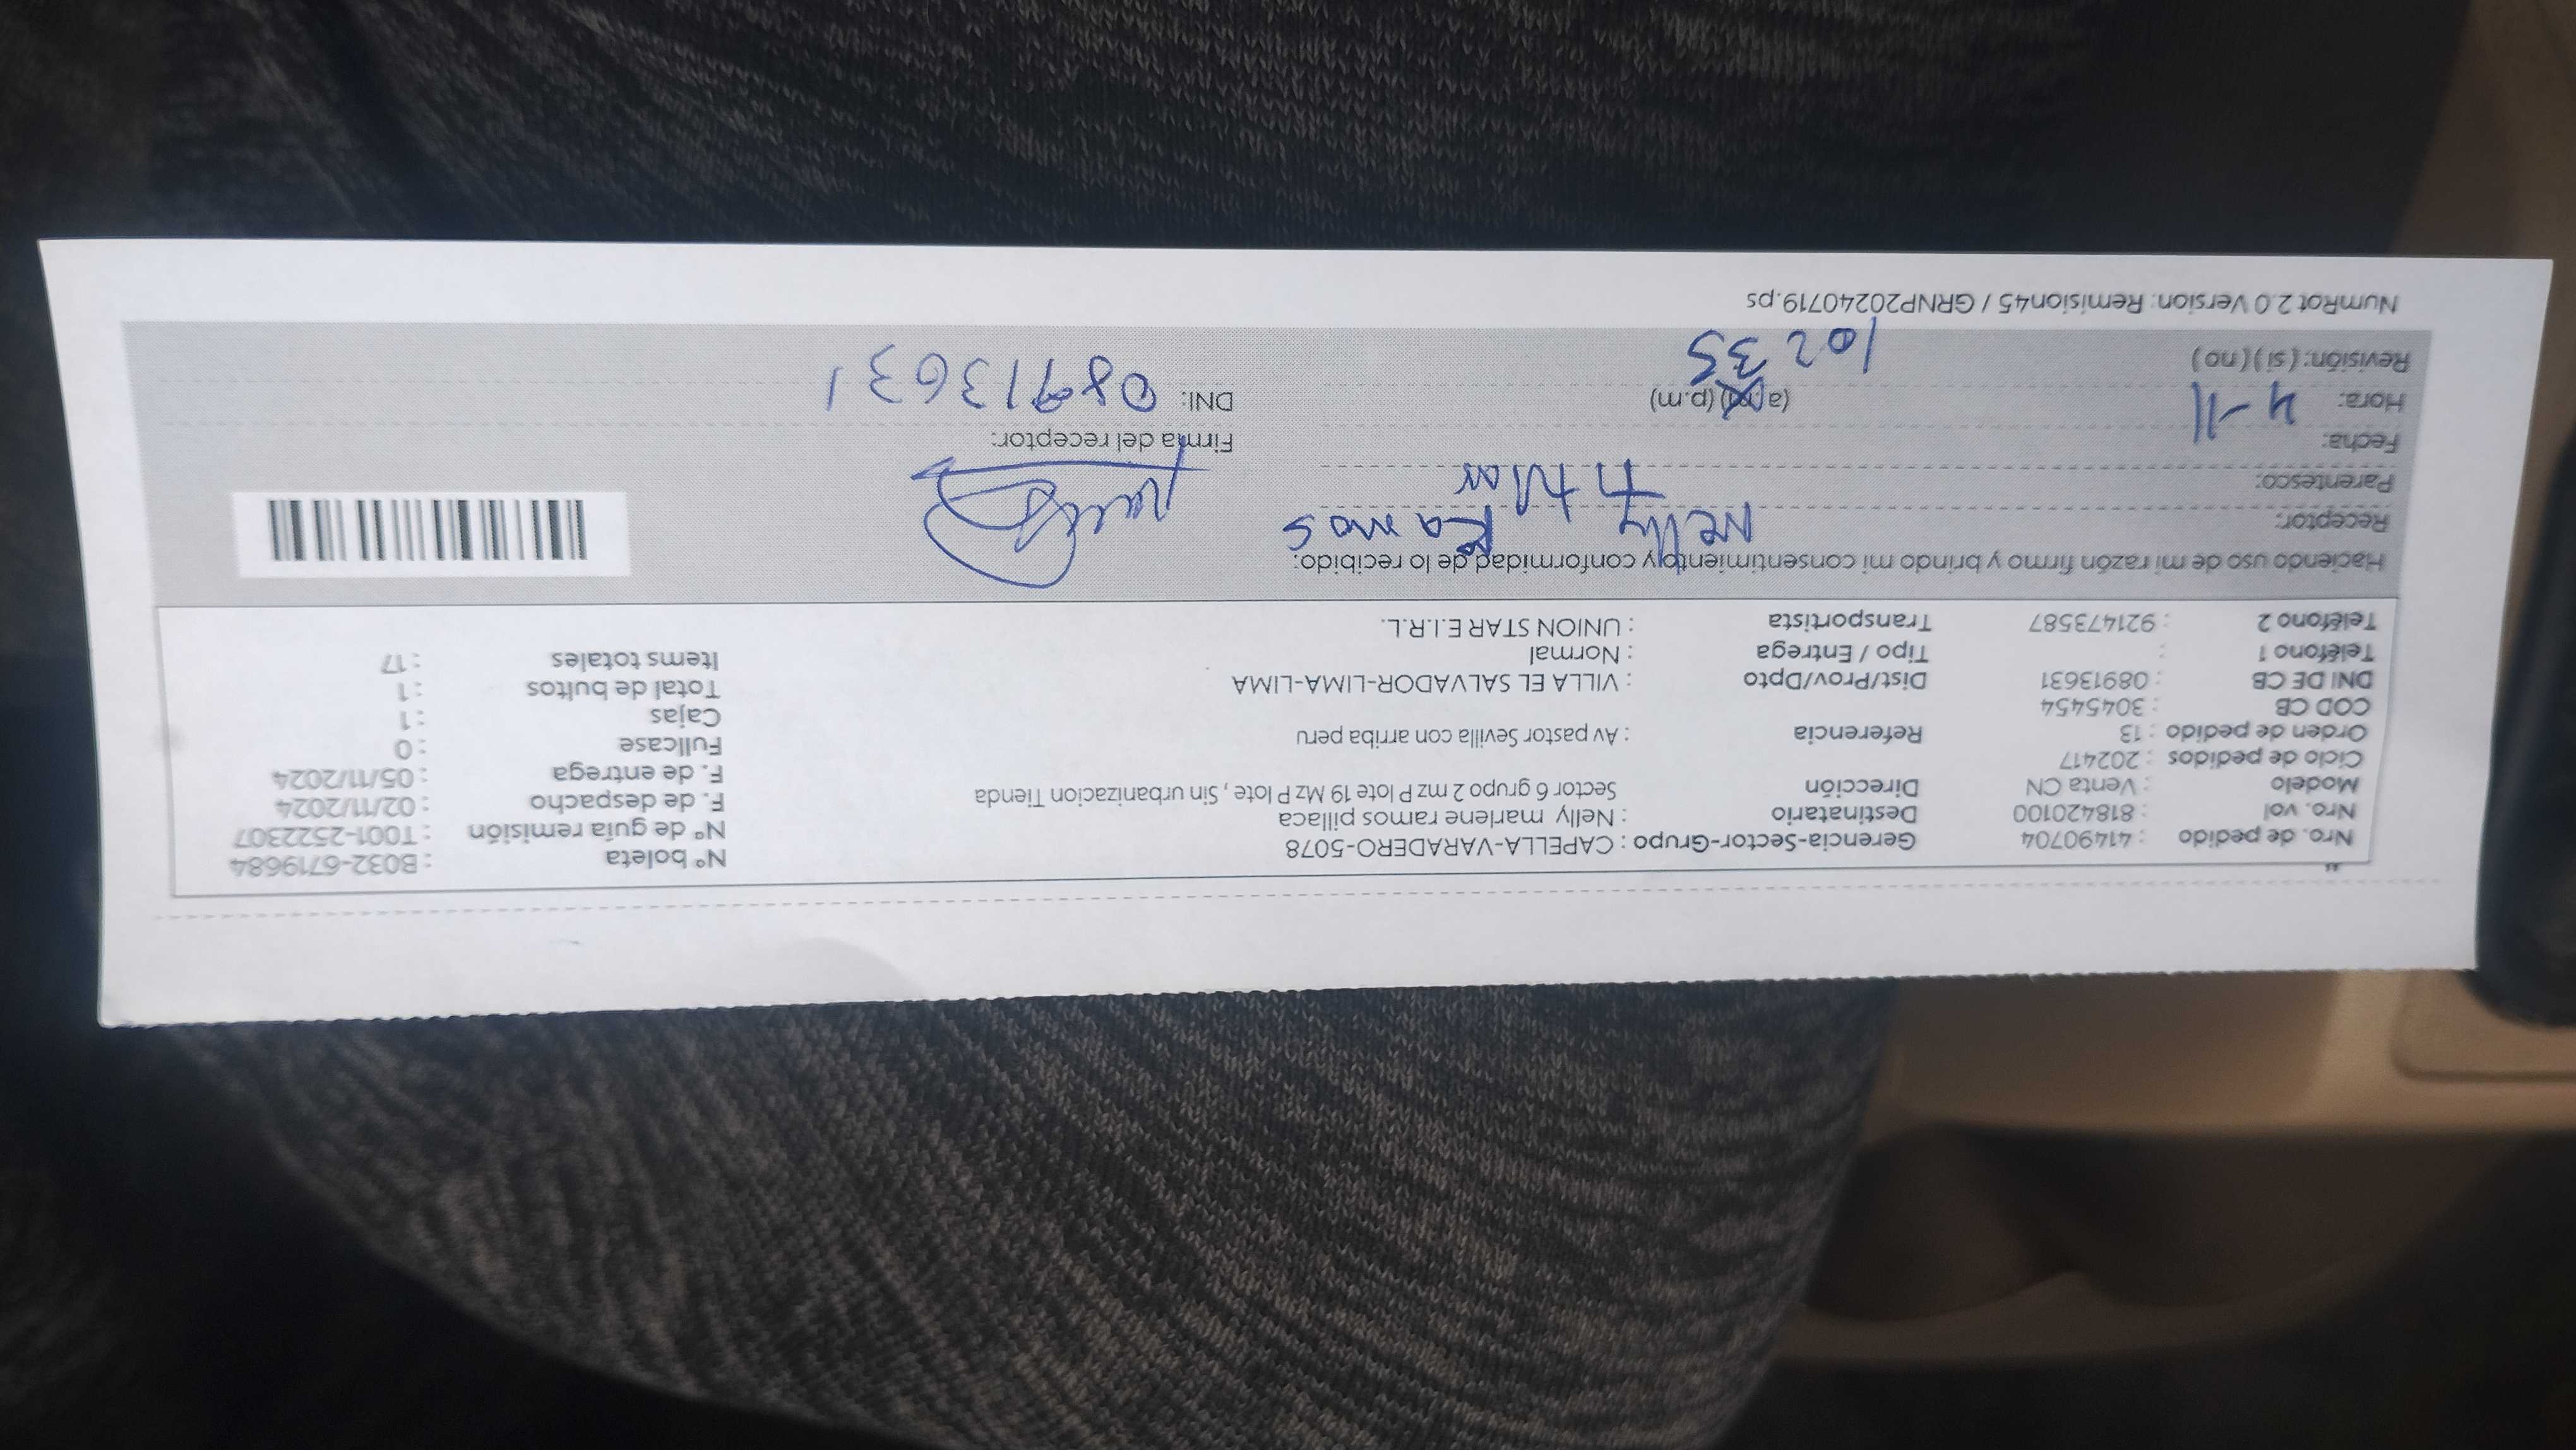 Nro. de pedido : 41490704 Gerencia-Sector-Grupo : CAPELLA-VARADERO-5078 N° boleta : B032-6719684
Nro. vol : 818420100 Destinatario : Nelly marlene ramos pillaca N° de guía remisión : T001-2522307
Modelo : Venta CN Dirección Sector 6 grupo 2 mz P lote 19 Mz P lote , Sin urbanizacion Tienda F. de despacho : 02/11/2024
Ciclo de pedidos : 202417 F. de entrega : 05/11/2024
Orden de pedido : 13 Referencia : Av pastor Sevilla con arriba peru Fullcase : 0
COD CB : 3045454 Cajas : 1
DNI DE CB : 08913631 Dist/Prov/Dpto : VILLA EL SALVADOR-LIMA-LIMA Total de bultos : 1
Teléfono 1 : Tipo / Entrega : Normal Items totales : 17
Teléfono 2 : 921473587 Transportista : UNION STAR E.I.R.L.
Haciendo uso de mi razón firmo y brindo mi consentimiento y conformidad de lo recibido:
Receptor: Nelly Ramos
Parentesco: titular
Fecha: 4-11 Firma del receptor:
Hora: (a.m) (p.m) DNI: 08913631
Revisión: ( si ) ( no ) 10 2 35
NumRot 2.0 Version: Remision45 / GRNP20240719.ps